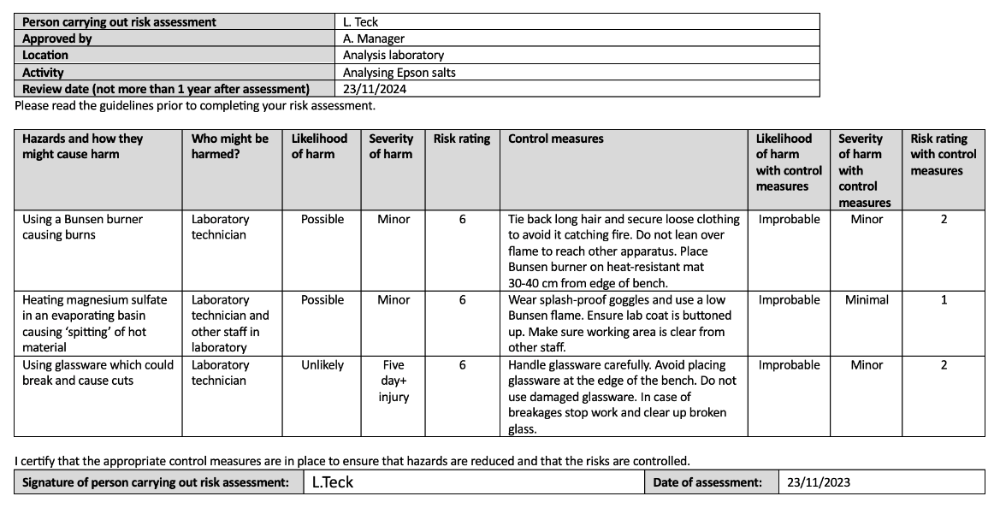 Person carrying out risk assessment L. Teck
Approved by A. Manager
Location Analysis laboratory
Activity Analysing Epson salts
Review date (not more than 1 year after assessment) 23/11/2024
Please read the guidelines prior to completing your risk assessment.
Hazards and how they
might cause harm
Who might be
harmed?
Likelihood
of harm
Severity
of harm
Risk rating
Control measures
Likelihood
of harm
with control
measures
Severity
of harm
with
control
measures
Risk rating
with control
measures
Using a Bunsen burner
causing burns
Laboratory
technician
Possible
Minor
6
Tie back long hair and secure loose clothing
to avoid it catching fire. Do not lean over
flame to reach other apparatus. Place
Bunsen burner on heat-resistant mat
30-40 cm from edge of bench.
Improbable
Minor
2
Heating magnesium sulfate
in an evaporating basin
causing ‘spitting’ of hot
material
Laboratory
technician and
other staff in
laboratory
Possible
Minor
6
Wear splash-proof goggles and use a low
Bunsen flame. Ensure lab coat is buttoned
up. Make sure working area is clear from
other staff.
Improbable
Minimal
1
Using glassware which could
break and cause cuts
Laboratory
technician
Unlikely
Five
day+
injury
6
Handle glassware carefully. Avoid placing
glassware at the edge of the bench. Do not
use damaged glassware. In case of
breakages stop work and clear up broken
glass.
Improbable
Minor
2
I certify that the appropriate control measures are in place to ensure that hazards are reduced and that the risks are controlled.
Signature of person carrying out risk assessment: L.Teck Date of assessment: 23/11/2023